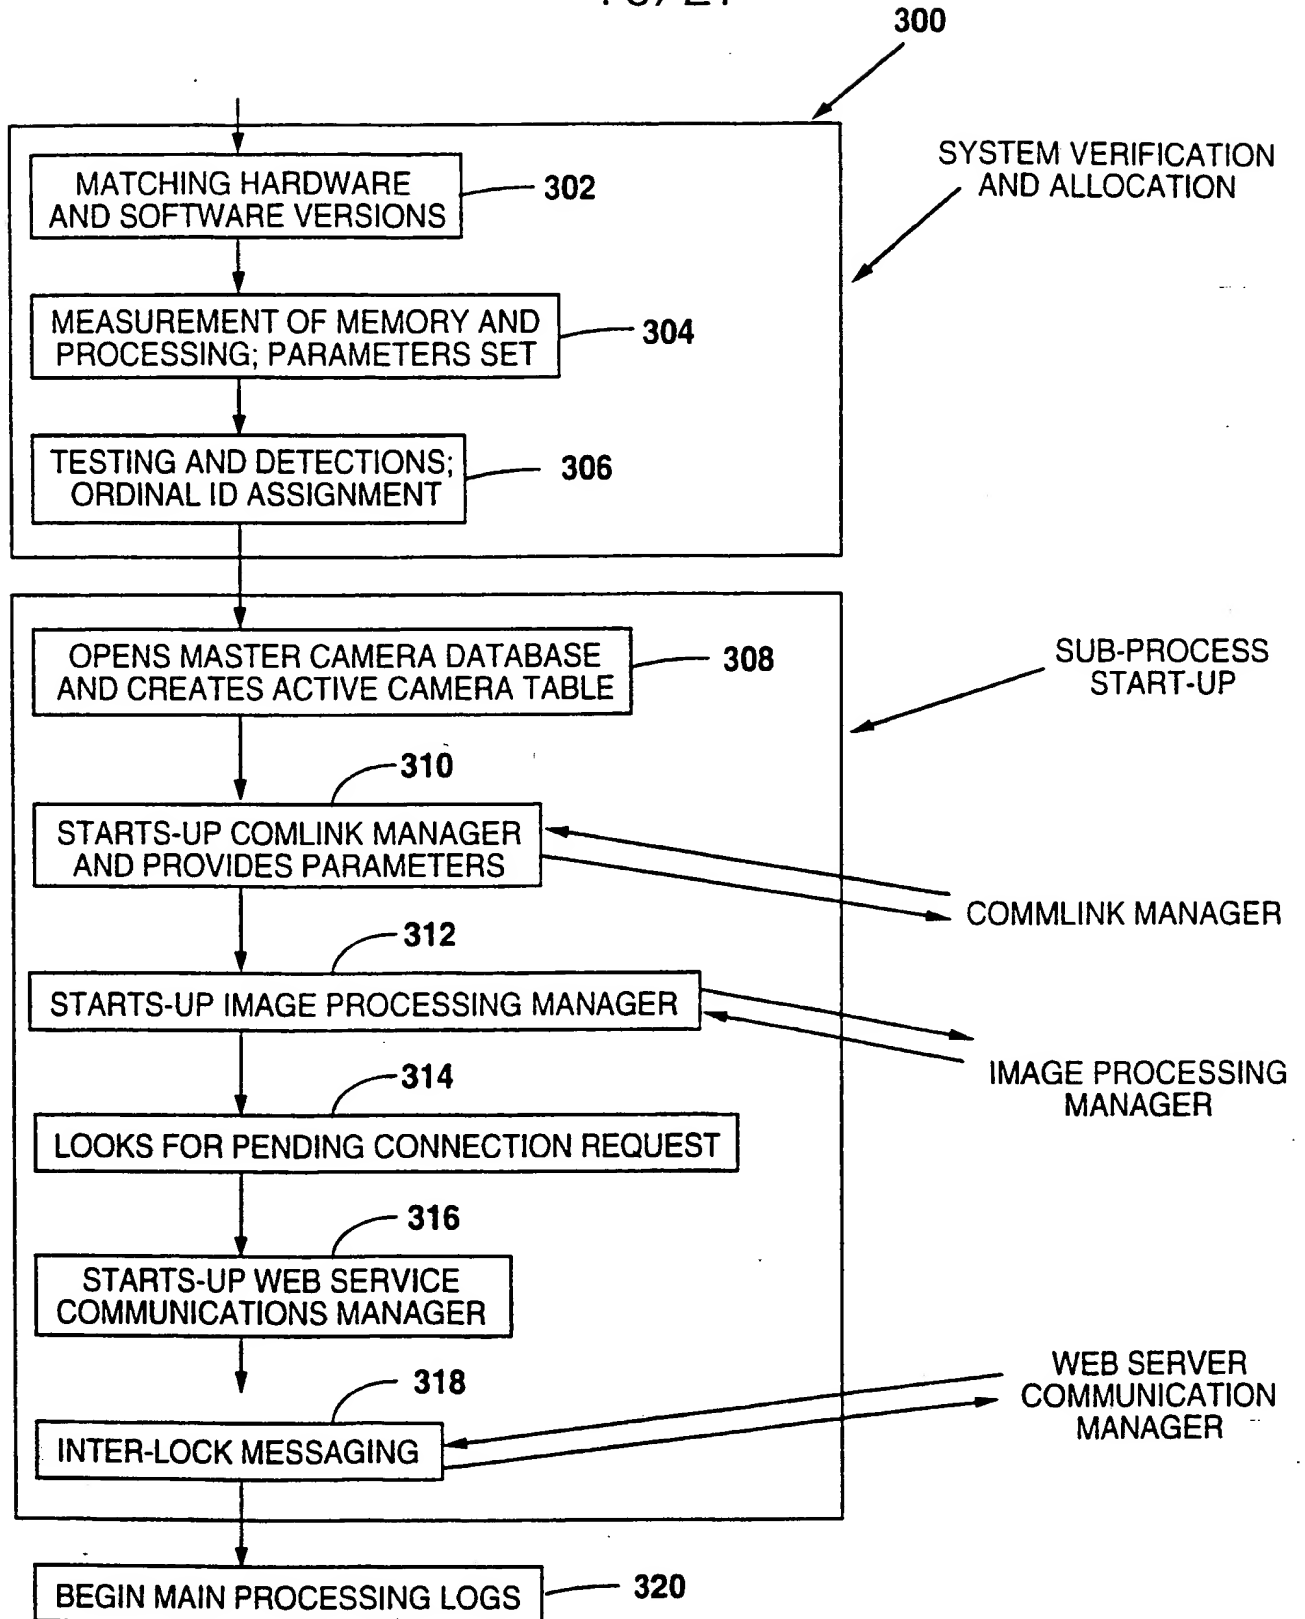 300
SYSTEM VERIFICATION
AND ALLOCATION
MATCHING HARDWARE
AND SOFTWARE VERSIONS
302
MEASUREMENT OF MEMORY AND
PROCESSING; PARAMETERS SET
304
TESTING AND DETECTIONS;
ORDINAL ID ASSIGNMENT
306
SUB-PROCESS
START-UP
OPENS MASTER CAMERA DATABASE
AND CREATES ACTIVE CAMERA TABLE
308
310
STARTS-UP COMLINK MANAGER
AND PROVIDES PARAMETERS
COMMLINK MANAGER
312
STARTS-UP IMAGE PROCESSING MANAGER
IMAGE PROCESSING
MANAGER
314
LOOKS FOR PENDING CONNECTION REQUEST
316
STARTS-UP WEB SERVICE
COMMUNICATIONS MANAGER
318
INTER-LOCK MESSAGING
WEB SERVER
COMMUNICATION
MANAGER
BEGIN MAIN PROCESSING LOGS
320